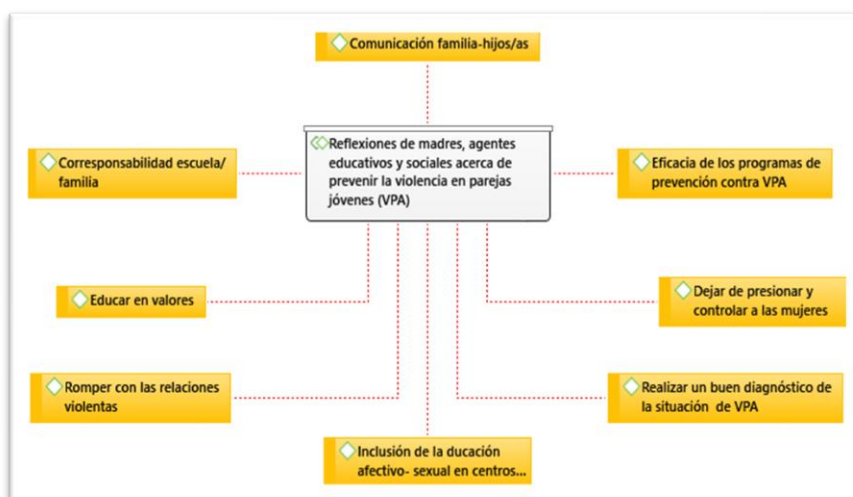 Comunicación familia-hijos/as
Reflexiones de madres, agentes
educativos y sociales acerca de
prevenir la violencia en parejas
jóvenes (VPA)
Corresponsabilidad escuela/
familia
Eficacia de los programas de
prevención contra VPA
Educar en valores
Dejar de presionar y
controlar a las mujeres
Romper con las relaciones
violentas
Realizar un buen diagnóstico de
la situación de VPA
Inclusión de la ducación
afectivo- sexual en centros...